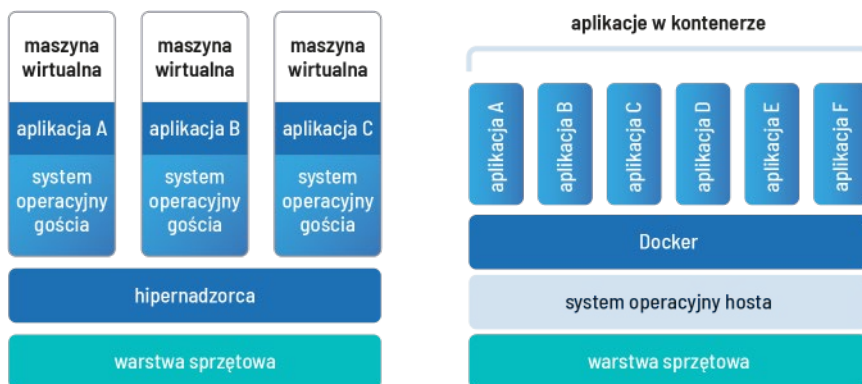 maszyna
wirtualna
aplikacja A
system
operacyjny
gościa
maszyna
wirtualna
aplikacja B
system
operacyjny
gościa
maszyna
wirtualna
aplikacja C
system
operacyjny
gościa
hipernadzorca
warstwa sprzętowa
aplikacje w kontenerze
aplikacja A
aplikacja B
aplikacja C
aplikacja D
aplikacja E
aplikacja F
Docker
system operacyjny hosta
warstwa sprzętowa